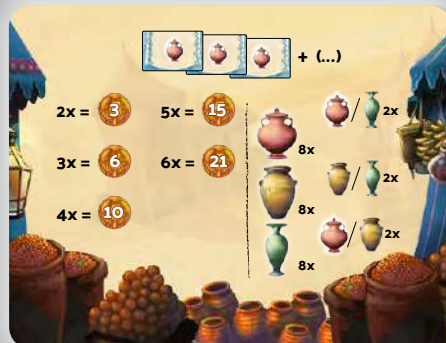 + (...)
2x = 3
5x = 15
3x = 6
6x = 21
4x = 10
/ 2x
8x
/ 2x
8x
/ 2x
8x